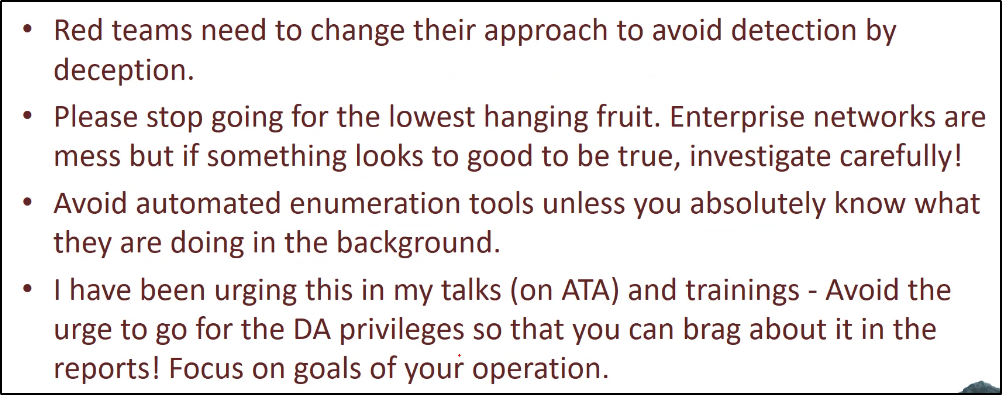 • Red teams need to change their approach to avoid detection by
deception.
• Please stop going for the lowest hanging fruit. Enterprise networks are
mess but if something looks to good to be true, investigate carefully!
• Avoid automated enumeration tools unless you absolutely know what
they are doing in the background.
• I have been urging this in my talks (on ATA) and trainings - Avoid the
urge to go for the DA privileges so that you can brag about it in the
reports! Focus on goals of your operation.